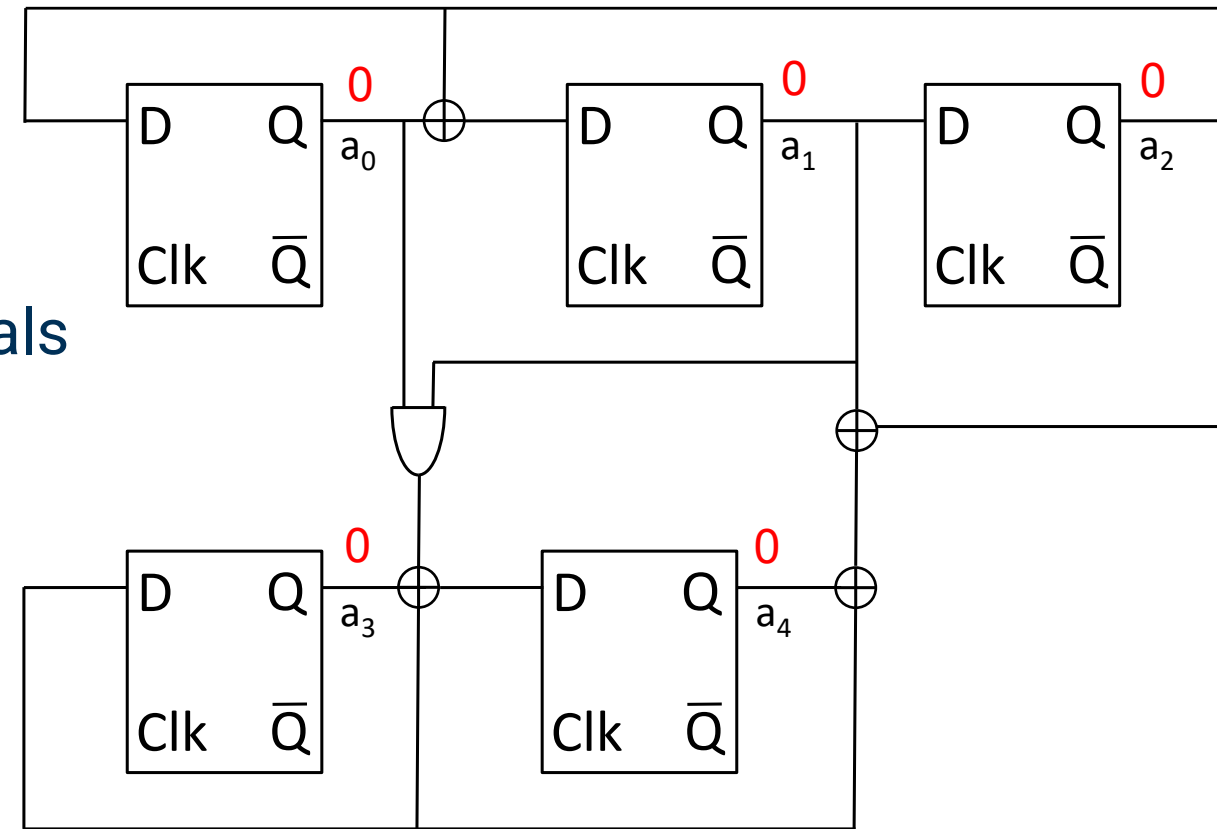 0 0 0
D Q D Q D Q
a₀ a₁ a₂
Clk Q̅ Clk Q̅ Clk Q̅
als
0 0
D Q D Q
a₃ a₄
Clk Q̅ Clk Q̅